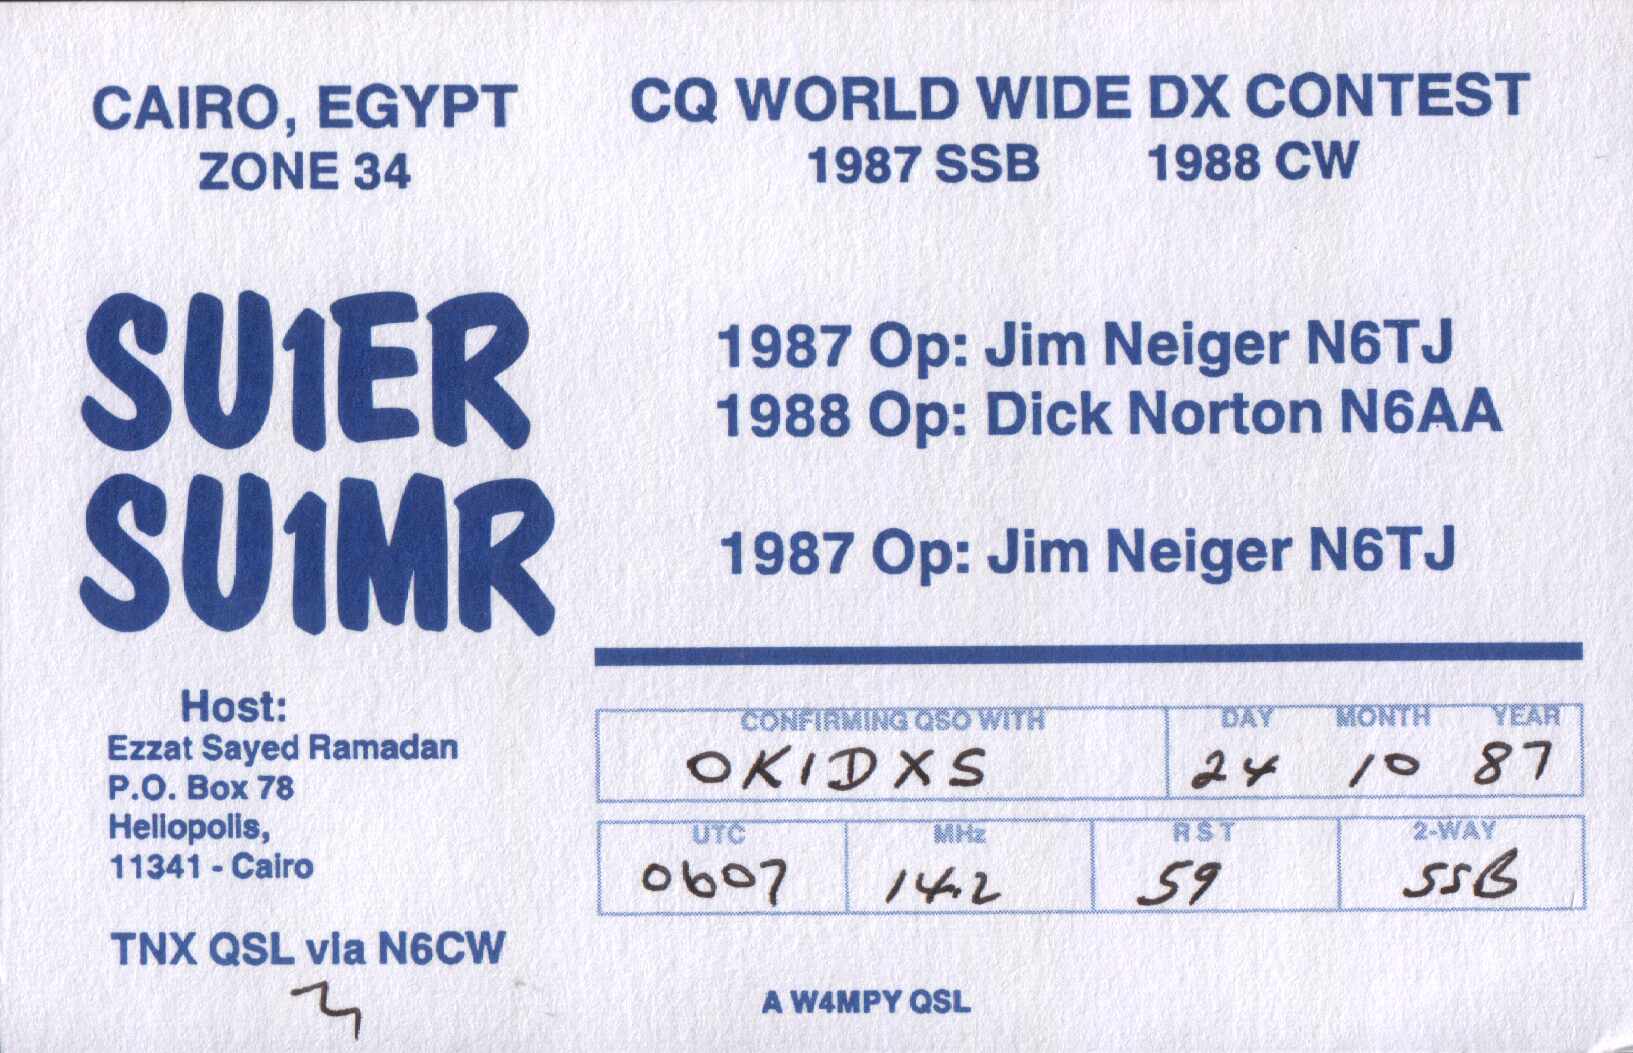 CAIRO, EGYPT
ZONE 34
CQ WORLD WIDE DX CONTEST
1987 SSB 1988 CW
SU1ER
1987 Op: Jim Neiger N6TJ
1988 Op: Dick Norton N6AA
SU1MR
1987 Op: Jim Neiger N6TJ
Host:
Ezzat Sayed Ramadan
P.O. Box 78
Heliopolis,
11341 - Cairo
TNX QSL via N6CW
CONFIRMING QSO WITH DAY MONTH YEAR
OK1DXS 24 10 87
UTC MHz RST 2-WAY
0607 14.2 59 SSB
A W4MPY QSL